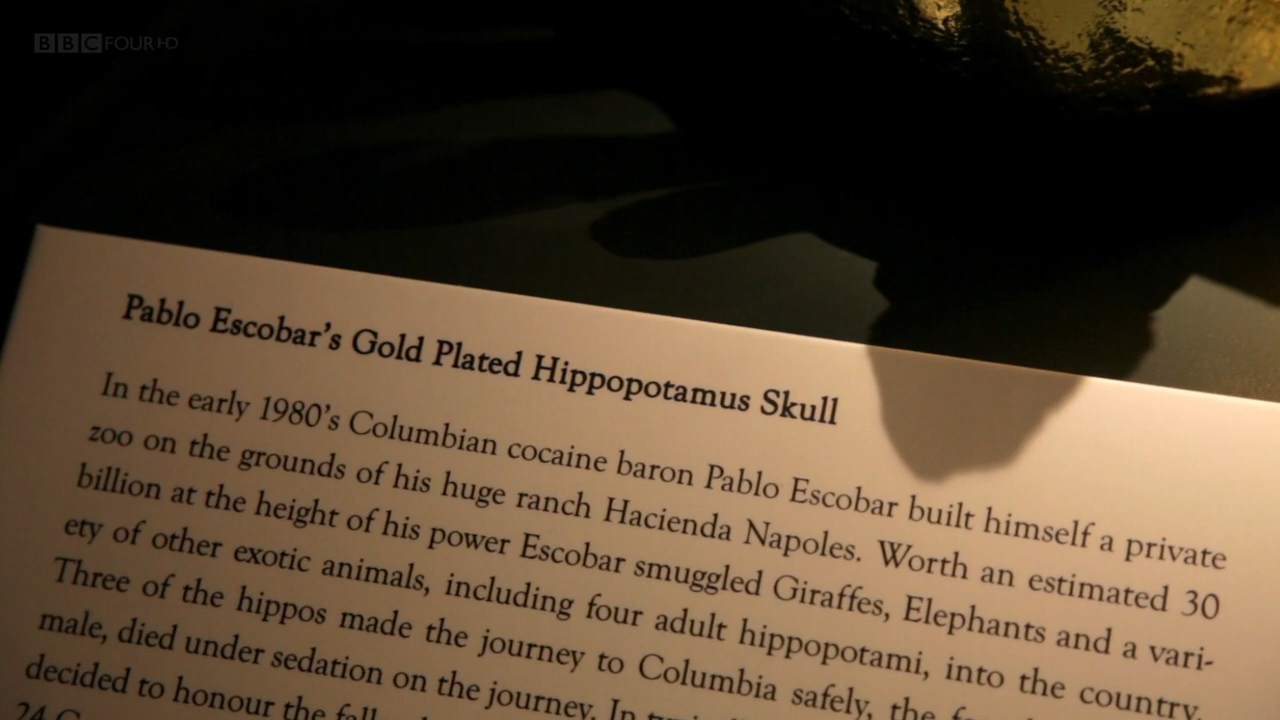 BBC FOUR HD
Pablo Escobar's Gold Plated Hippopotamus Skull
In the early 1980's Columbian cocaine baron Pablo Escobar built himself a private
zoo on the grounds of his huge ranch Hacienda Napoles. Worth an estimated 30
billion at the height of his power Escobar smuggled Giraffes, Elephants and a vari-
ety of other exotic animals, including four adult hippopotami, into the country.
Three of the hippos made the journey to Columbia safely, the
male, died under sedation on the journey. In
decided to honour the
24